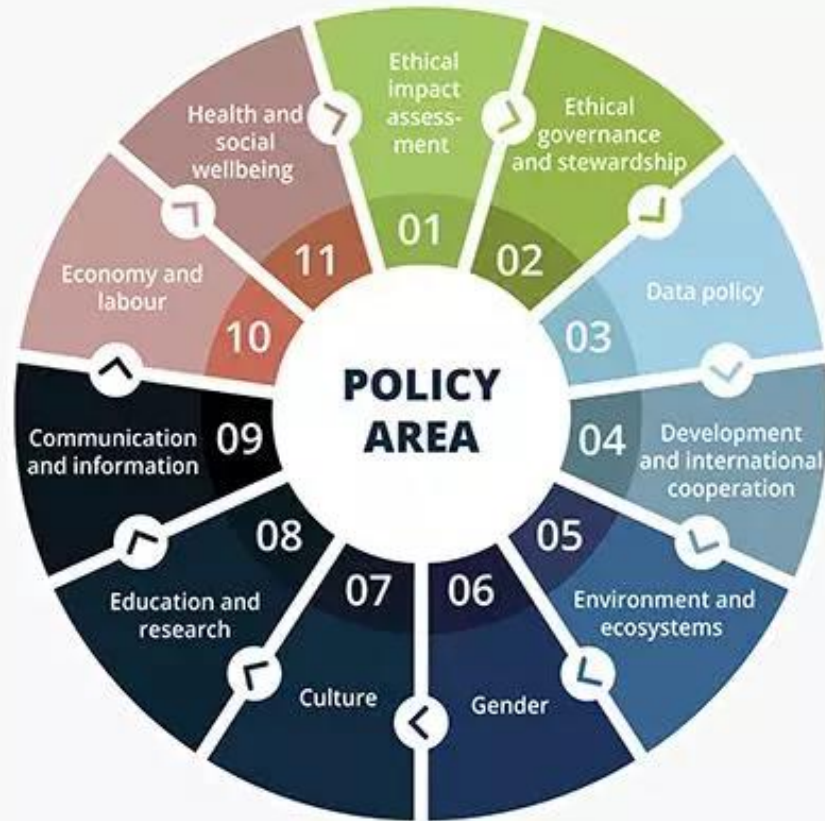 POLICY
AREA
01
Ethical
impact
assess-
ment
02
Ethical
governance
and stewardship
03
Data policy
04
Development
and international
cooperation
05
Environment and
ecosystems
06
Gender
07
Culture
08
Education and
research
09
Communication
and information
10
Economy and
labour
11
Health and
social
wellbeing